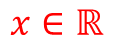 x ∈ ℝ